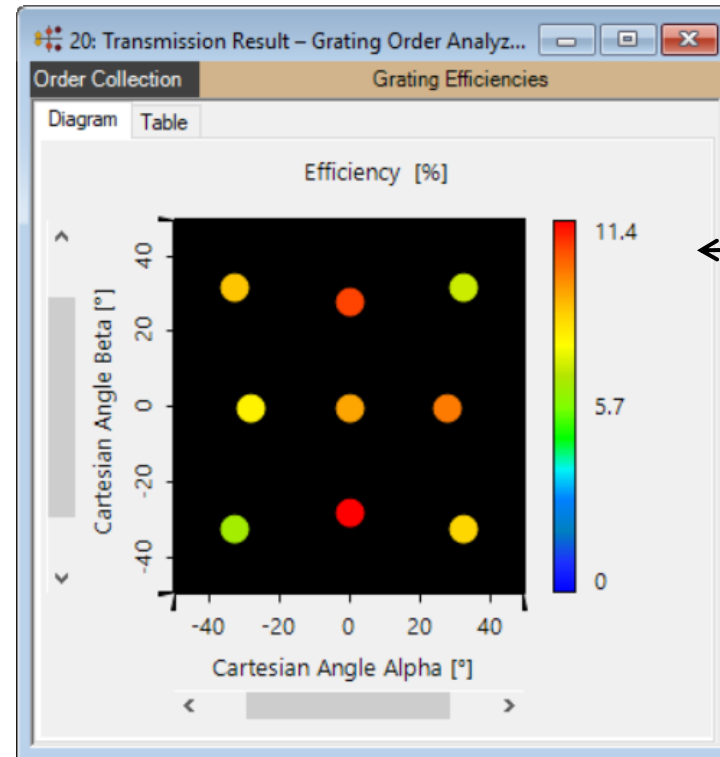 20: Transmission Result – Grating Order Analyz...
Order Collection Grating Efficiencies
Diagram Table
Efficiency [%]
Cartesian Angle Beta [°]
40
20
0
-20
-40
-40 -20 0 20 40
Cartesian Angle Alpha [°]
11.4
5.7
0